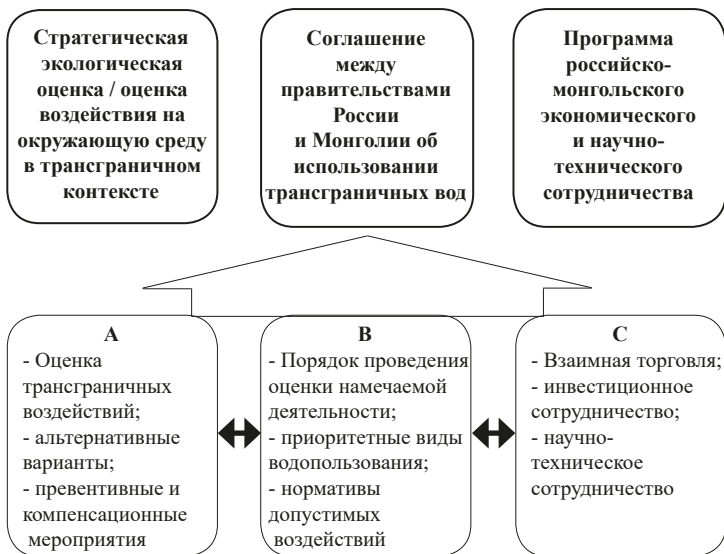 Стратегическая
экологическая
оценка / оценка
воздействия на
окружающую среду
в трансграничном
контексте
Соглашение
между
правительствами
России
и Монголии об
использовании
трансграничных вод
Программа
российско-
монгольского
экономического
и научно-
технического
сотрудничества
А
- Оценка
трансграничных
воздействий;
- альтернативные
варианты;
- превентивные и
компенсационные
мероприятия
В
- Порядок проведения
оценки намечаемой
деятельности;
- приоритетные виды
водопользования;
- нормативы
допустимых
воздействий
С
- Взаимная торговля;
- инвестиционное
сотрудничество;
- научно-
техническое
сотрудничество